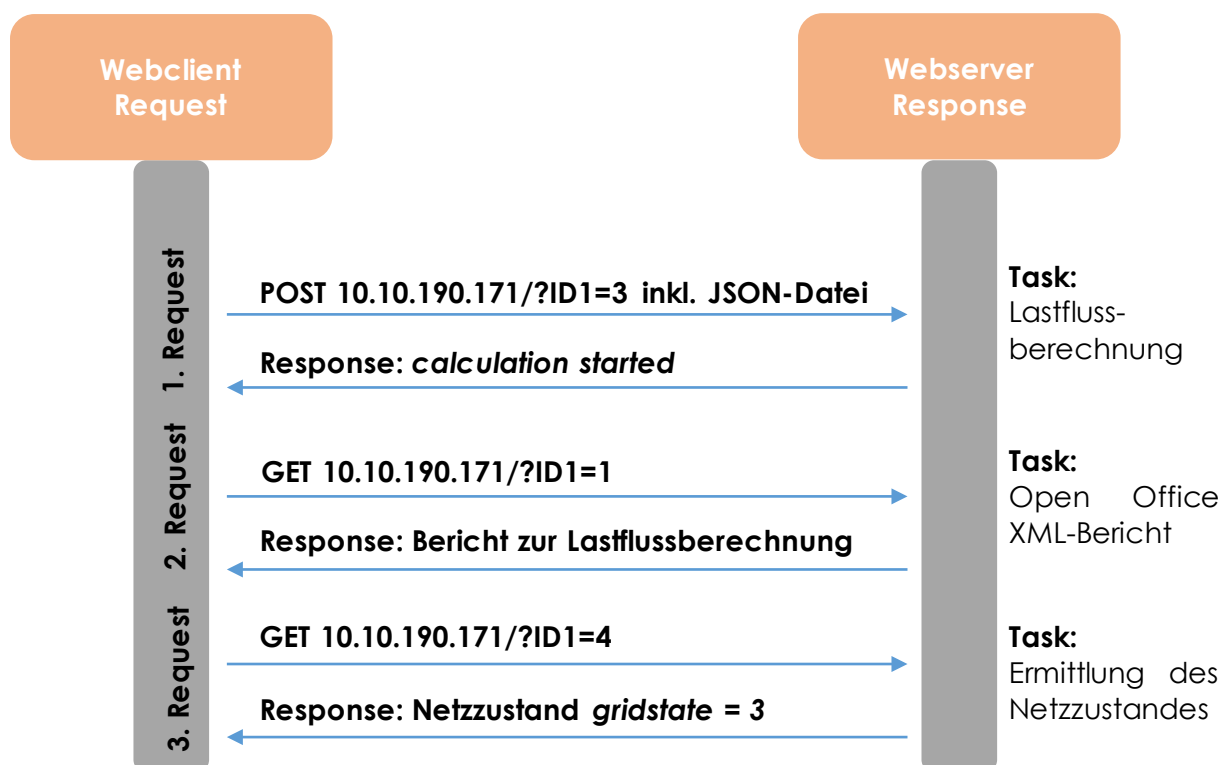 Webclient
Request
Webserver
Response
1. Request
POST 10.10.190.171/?ID1=3 inkl. JSON-Datei
Response: calculation started
Task:
Lastfluss-
berechnung
2. Request
GET 10.10.190.171/?ID1=1
Response: Bericht zur Lastflussberechnung
Task:
Open Office
XML-Bericht
3. Request
GET 10.10.190.171/?ID1=4
Response: Netzzustand gridstate = 3
Task:
Ermittlung des
Netzzustandes